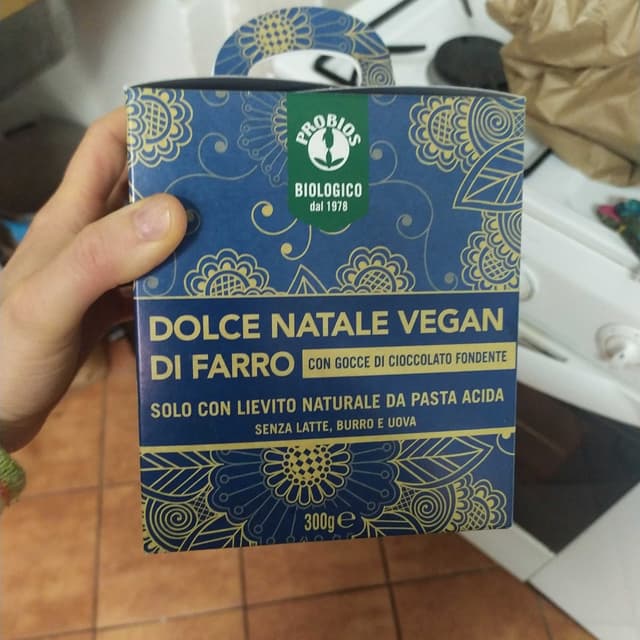 PROBIOS
BIOLOGICO
dal 1978
DOLCE NATALE VEGAN
DI FARRO CON GOCCE DI CIOCCOLATO FONDENTE
SOLO CON LIEVITO NATURALE DA PASTA ACIDA
SENZA LATTE, BURRO E UOVA
300g℮